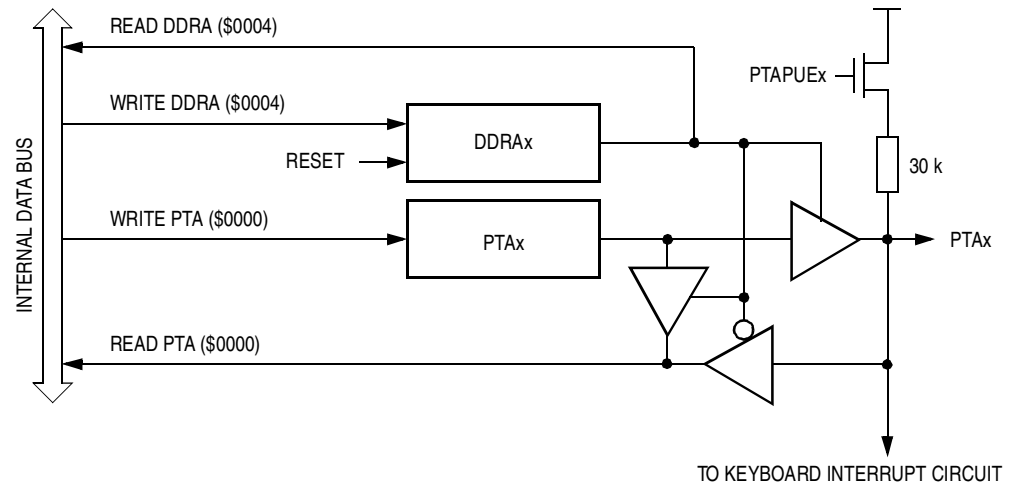 READ DDRA ($0004)
PTAPUEx
WRITE DDRA ($0004)
DDRAx
RESET
30 k
INTERNAL DATA BUS
WRITE PTA ($0000)
PTAx
PTAx
READ PTA ($0000)
TO KEYBOARD INTERRUPT CIRCUIT